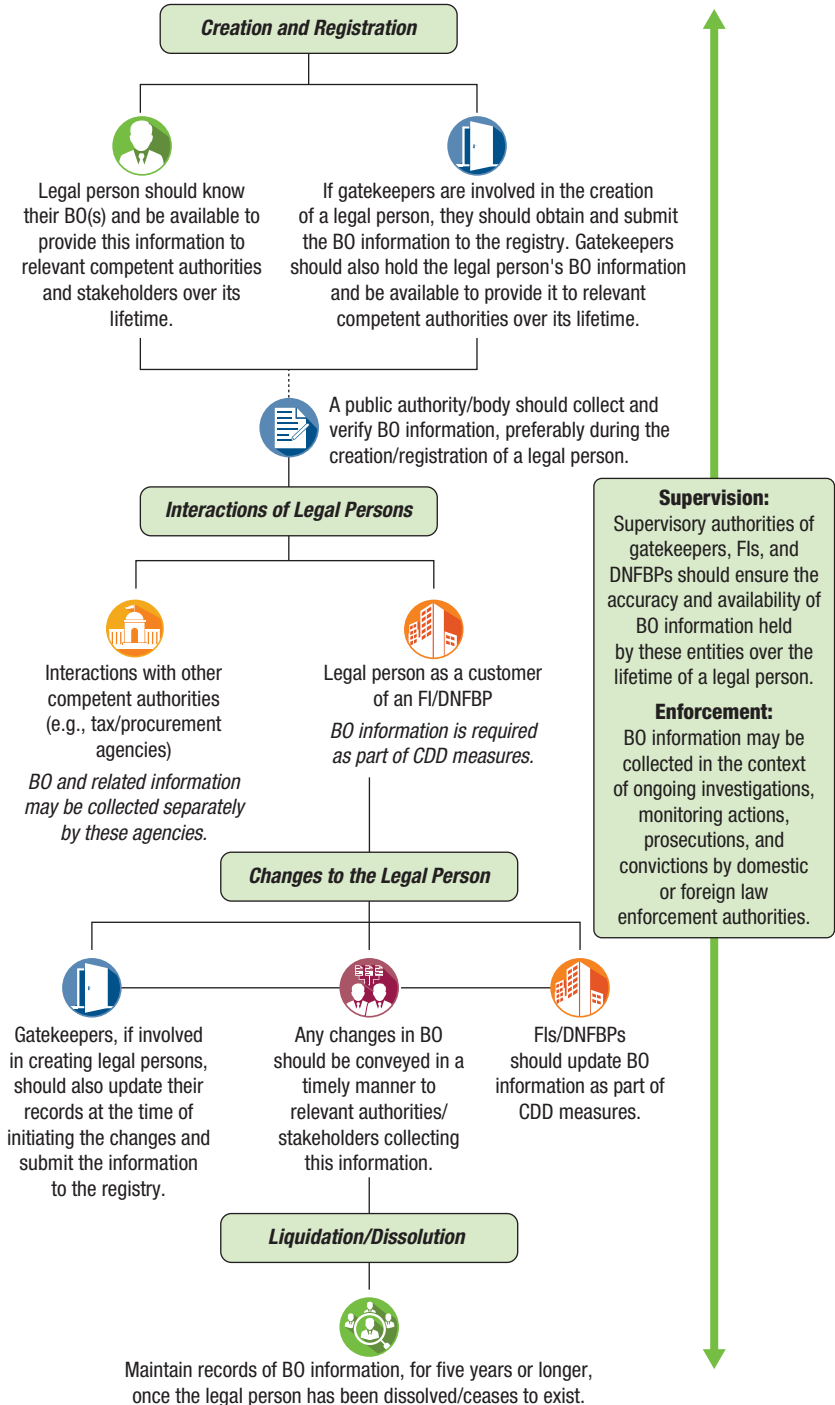 Creation and Registration
Legal person should know
their BO(s) and be available to
provide this information to
relevant competent authorities
and stakeholders over its
lifetime.
If gatekeepers are involved in the creation
of a legal person, they should obtain and submit
the BO information to the registry. Gatekeepers
should also hold the legal person's BO information
and be available to provide it to relevant
competent authorities over its lifetime.
A public authority/body should collect and
verify BO information, preferably during the
creation/registration of a legal person.
Interactions of Legal Persons
Interactions with other
competent authorities
(e.g., tax/procurement
agencies)
BO and related information
may be collected separately
by these agencies.
Legal person as a customer
of an FI/DNFBP
BO information is required
as part of CDD measures.
Supervision:
Supervisory authorities of
gatekeepers, FIs, and
DNFBPs should ensure the
accuracy and availability of
BO information held
by these entities over the
lifetime of a legal person.
Enforcement:
BO information may be
collected in the context
of ongoing investigations,
monitoring actions,
prosecutions, and
convictions by domestic
or foreign law
enforcement authorities.
Changes to the Legal Person
Gatekeepers, if involved
in creating legal persons,
should also update their
records at the time of
initiating the changes and
submit the information
to the registry.
Any changes in BO
should be conveyed in a
timely manner to
relevant authorities/
stakeholders collecting
this information.
FIs/DNFBPs
should update BO
information as part of
CDD measures.
Liquidation/Dissolution
Maintain records of BO information, for five years or longer,
once the legal person has been dissolved/ceases to exist.